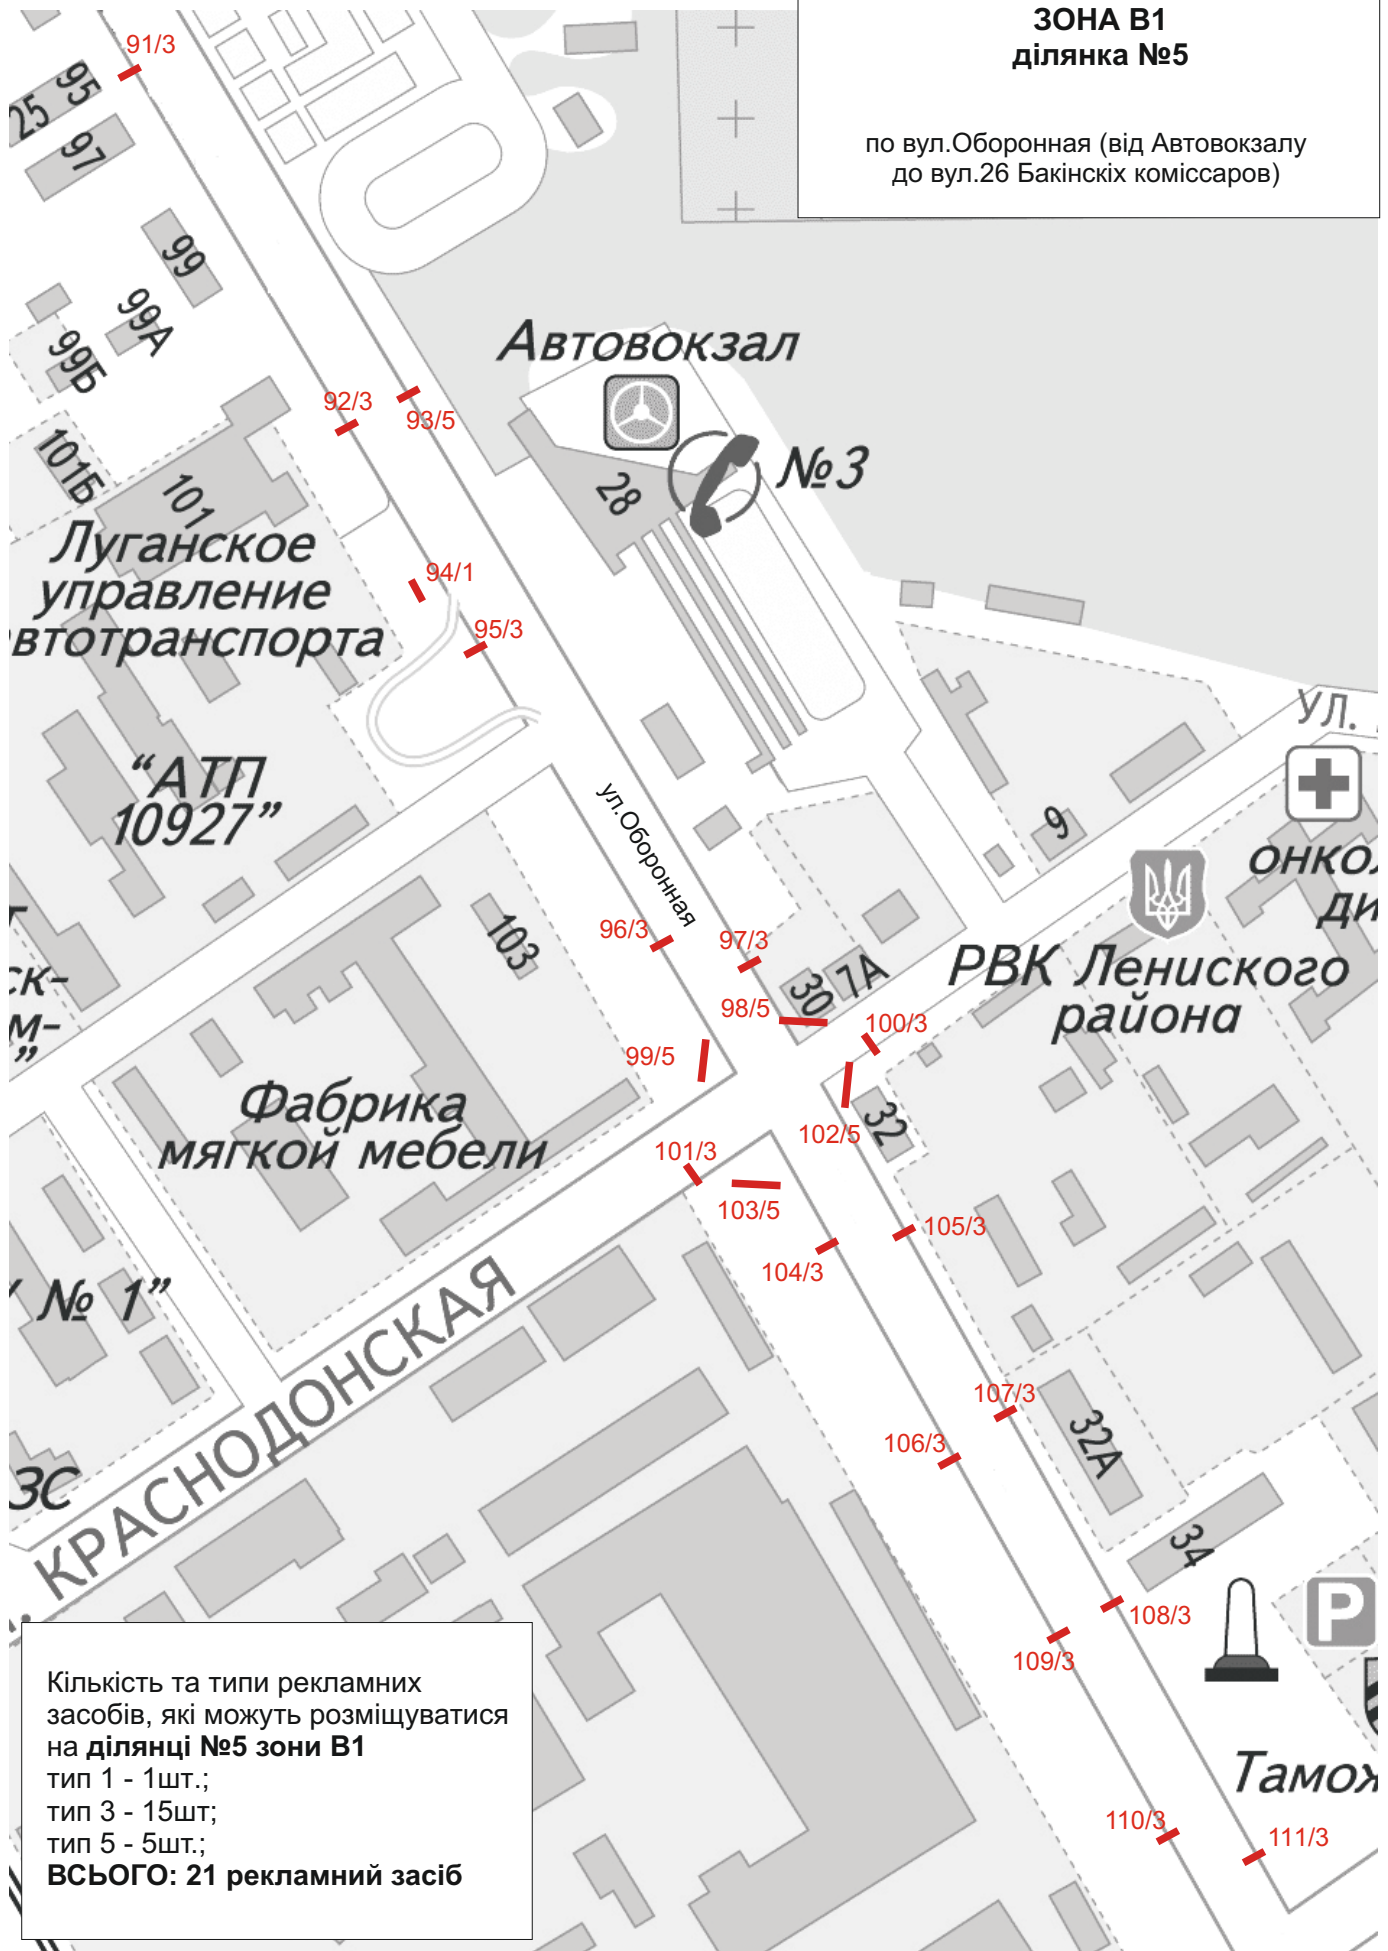 ЗОНА В1
ділянка №5
по вул.Оборонная (від Автовокзалу
до вул.26 Бакінскіх коміссаров)
91/3
95
25
97
99
99А
99Б
Автовокзал
92/3
93/5
№3
28
101Б
101
Луганское
управление
втотранспорта
94/1
95/3
УЛ.
“АТП
10927”
ул.Оборонная
9
онкол
ди
103
96/3
97/3
30
7А
РВК Лениского
района
ск-
м-
”
98/5
100/3
99/5
Фабрика
мягкой мебели
32
102/5
101/3
103/5
105/3
104/3
№ 1”
КРАСНОДОНСКАЯ
107/3
106/3
32А
ЗС
34
108/3
P
109/3
Тамож
110/3
111/3
Кількість та типи рекламних
засобів, які можуть розміщуватися
на ділянці №5 зони В1
тип 1 - 1шт.;
тип 3 - 15шт;
тип 5 - 5шт.;
ВСЬОГО: 21 рекламний засіб